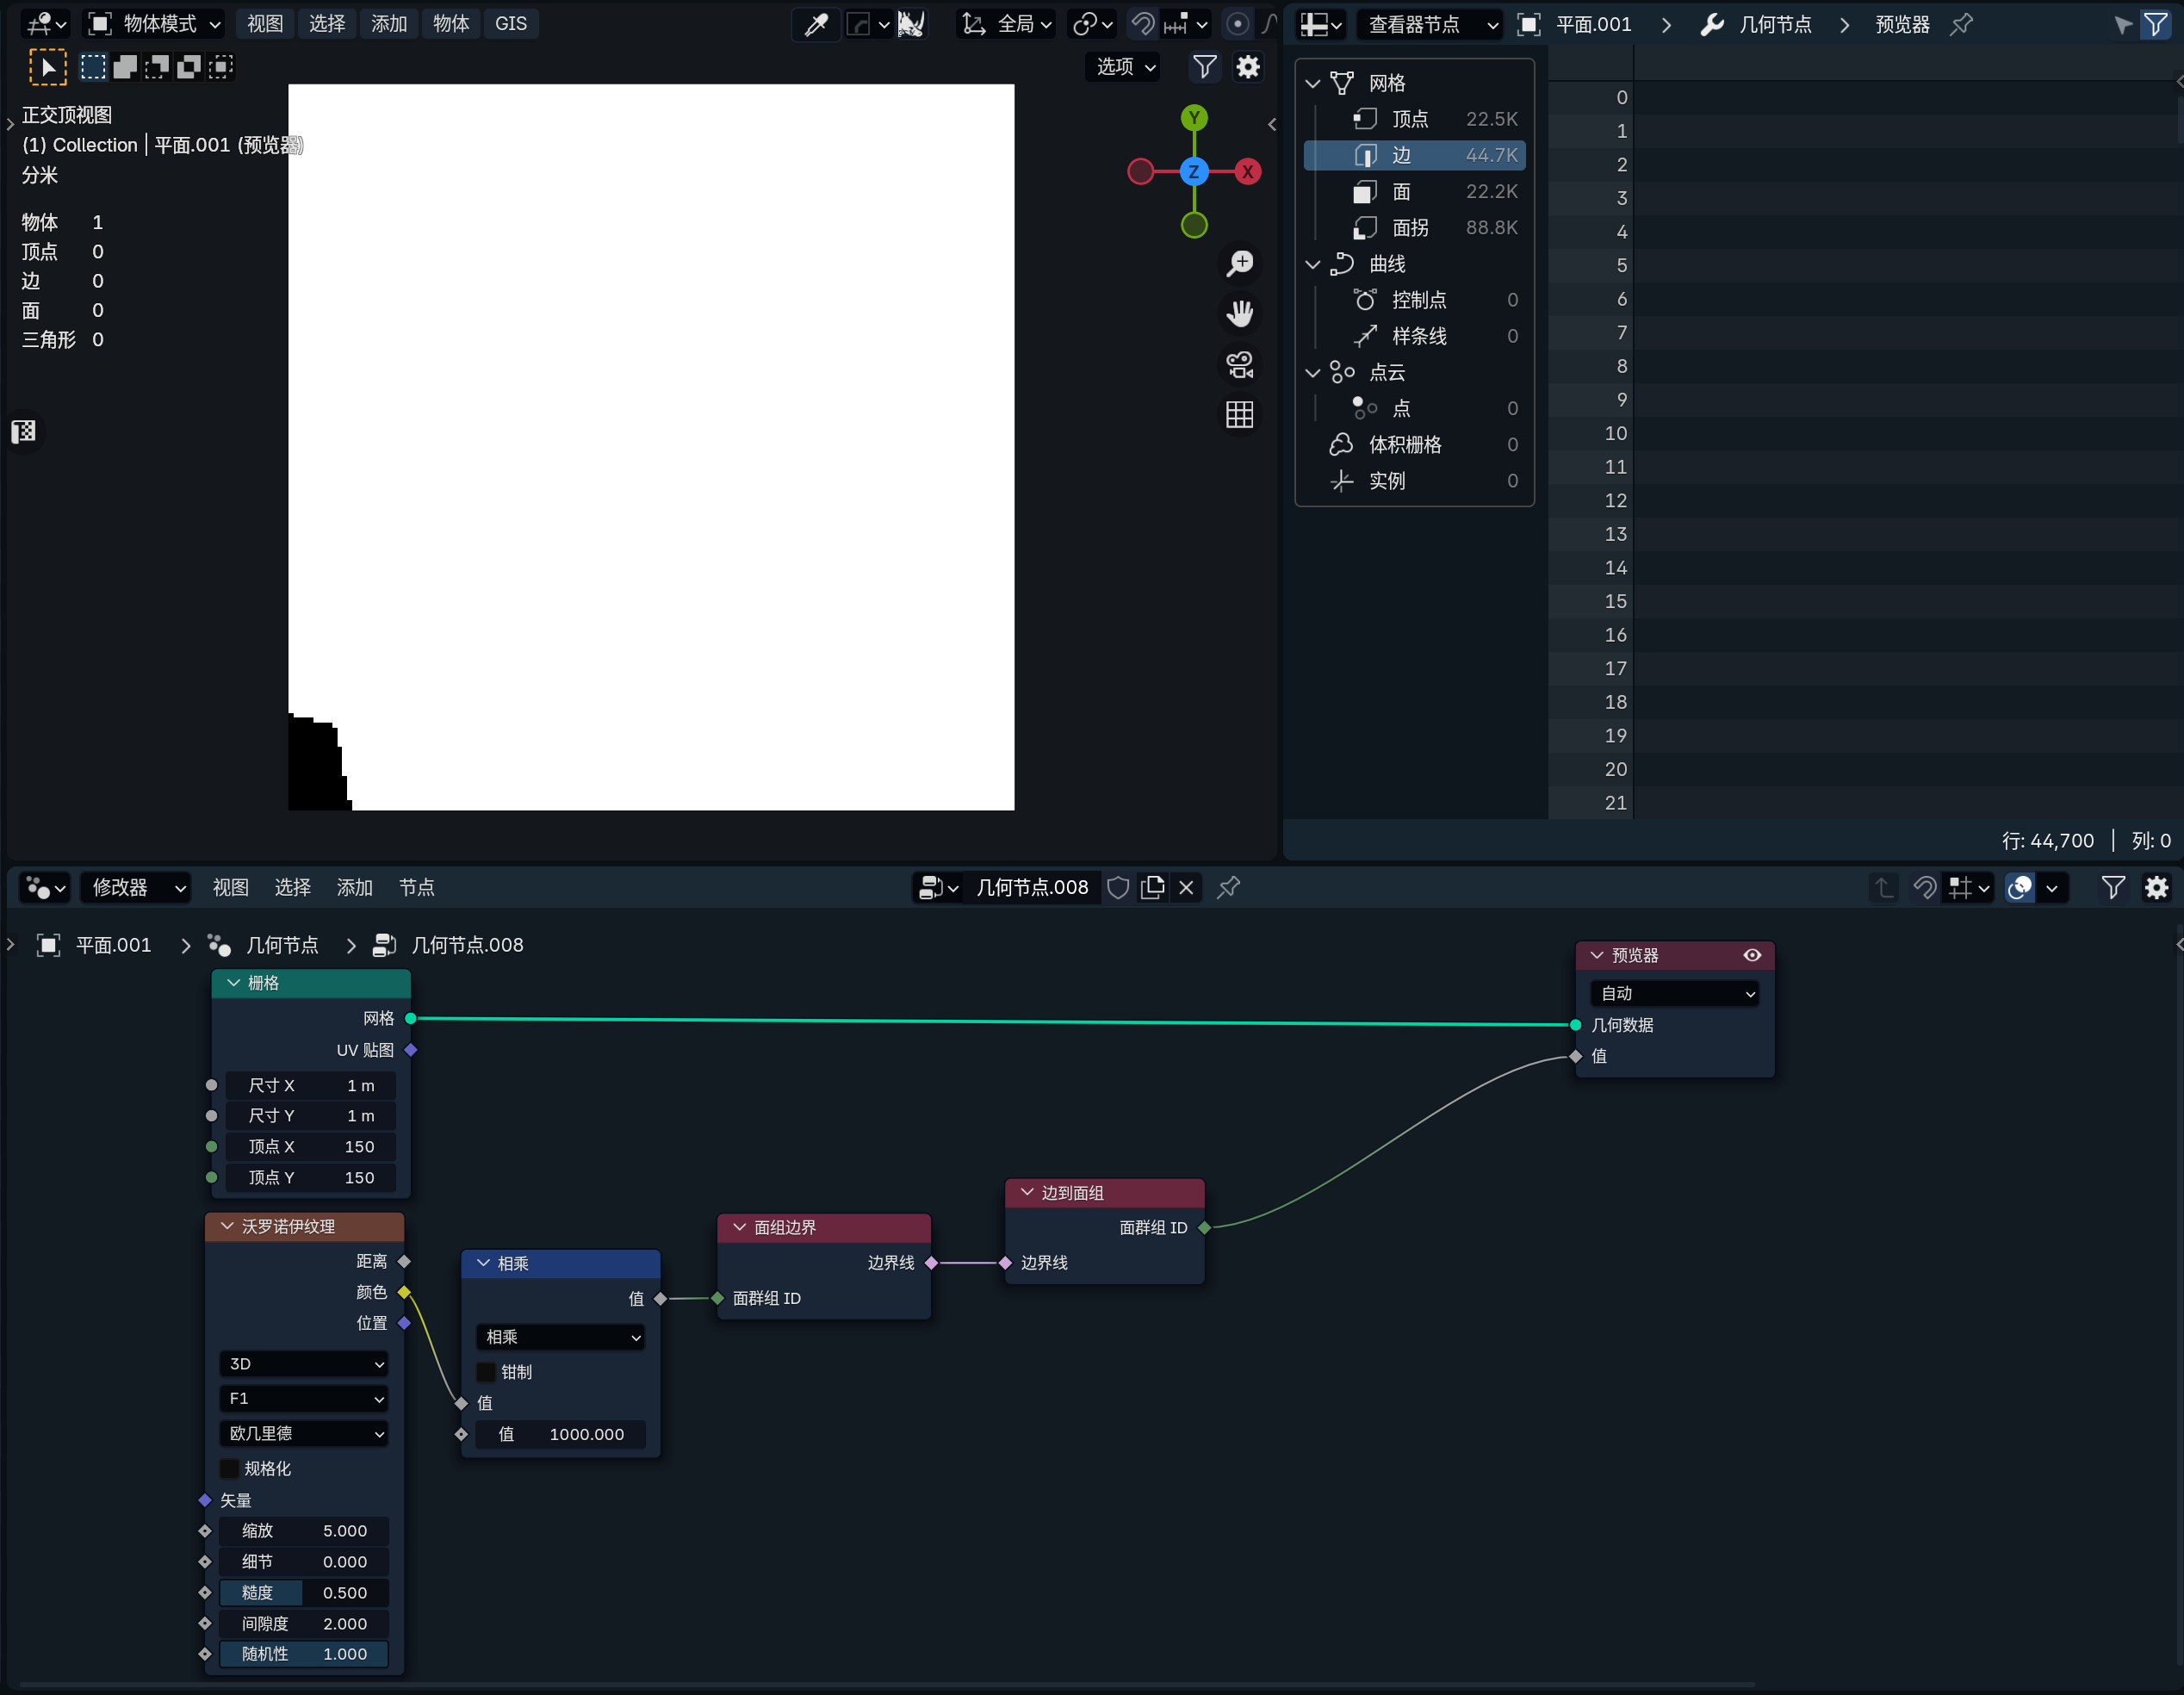 物体模式 视图 选择 添加 物体 GIS 全局
选项
正交顶视图
(1) Collection | 平面.001 (预览器)
分米
物体 1
顶点 0
边 0
面 0
三角形 0
Y
Z X
查看器节点 平面.001 几何节点 预览器
网格
顶点 22.5K
边 44.7K
面 22.2K
面拐 88.8K
曲线
控制点 0
样条线 0
点云
点 0
体积栅格 0
实例 0
0
1
2
3
4
5
6
7
8
9
10
11
12
13
14
15
16
17
18
19
20
21
行: 44,700 | 列: 0
修改器 视图 选择 添加 节点 几何节点.008
平面.001 几何节点 几何节点.008
栅格
网格
UV 贴图
尺寸 X 1 m
尺寸 Y 1 m
顶点 X 150
顶点 Y 150
沃罗诺伊纹理
距离
颜色
位置
3D
F1
欧几里德
规格化
矢量
缩放 5.000
细节 0.000
糙度 0.500
间隙度 2.000
随机性 1.000
相乘
值
相乘
钳制
值
值 1000.000
面组边界
边界线
面群组 ID
边到面组
面群组 ID
边界线
预览器
自动
几何数据
值